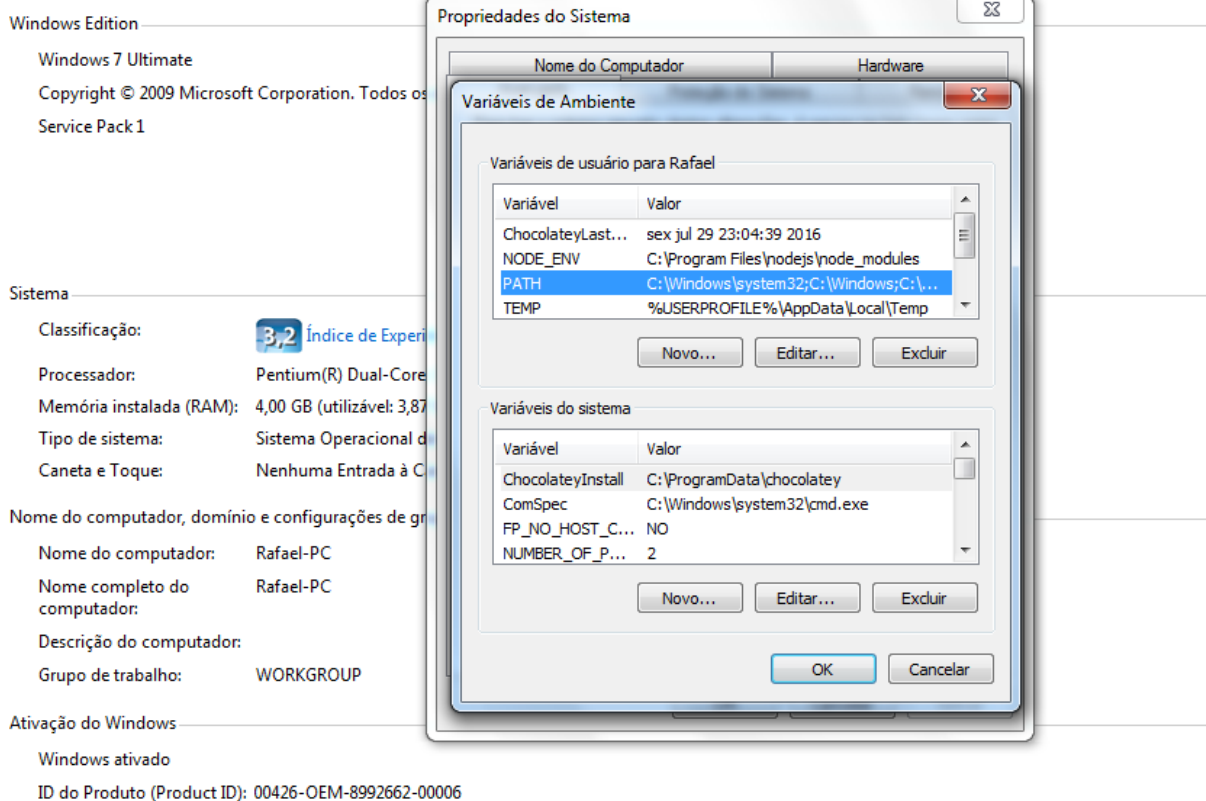 Windows Edition
Windows 7 Ultimate
Copyright © 2009 Microsoft Corporation. Todos os
Service Pack 1
Sistema
Classificação: 3,2 Índice de Experi
Processador: Pentium(R) Dual-Core
Memória instalada (RAM): 4,00 GB (utilizável: 3,87
Tipo de sistema: Sistema Operacional d
Caneta e Toque: Nenhuma Entrada à C
Nome do computador, domínio e configurações de gr
Nome do computador: Rafael-PC
Nome completo do computador: Rafael-PC
Descrição do computador:
Grupo de trabalho: WORKGROUP
Ativação do Windows
Windows ativado
ID do Produto (Product ID): 00426-OEM-8992662-00006
Propriedades do Sistema
Nome do Computador Hardware
Variáveis de Ambiente
Variáveis de usuário para Rafael
Variável Valor
ChocolateyLast... sex jul 29 23:04:39 2016
NODE_ENV C:\Program Files\nodejs\node_modules
PATH C:\Windows\system32;C:\Windows;C:\...
TEMP %USERPROFILE%\AppData\Local\Temp
Novo... Editar... Excluir
Variáveis do sistema
Variável Valor
ChocolateyInstall C:\ProgramData\chocolatey
ComSpec C:\Windows\system32\cmd.exe
FP_NO_HOST_C... NO
NUMBER_OF_P... 2
Novo... Editar... Excluir
OK Cancelar